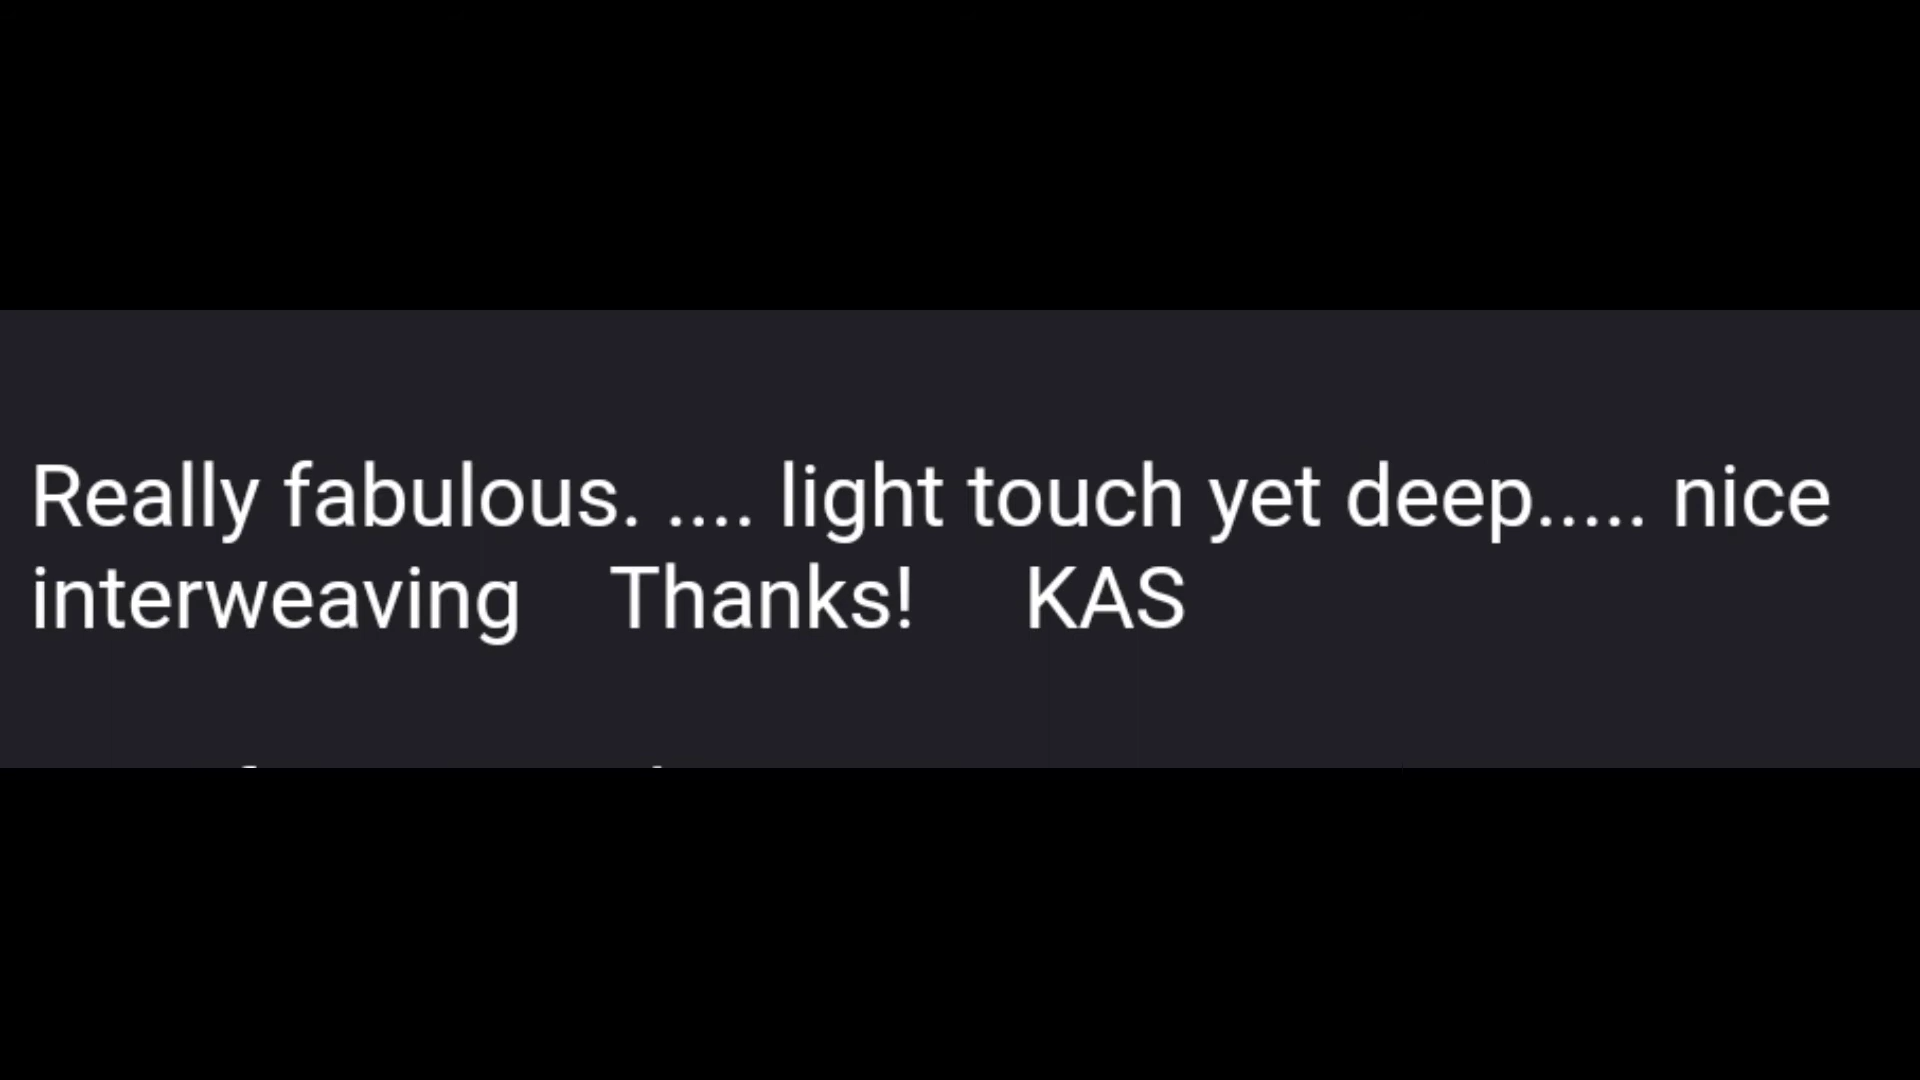 Really fabulous. .... light touch yet deep..... nice
interweaving    Thanks!     KAS